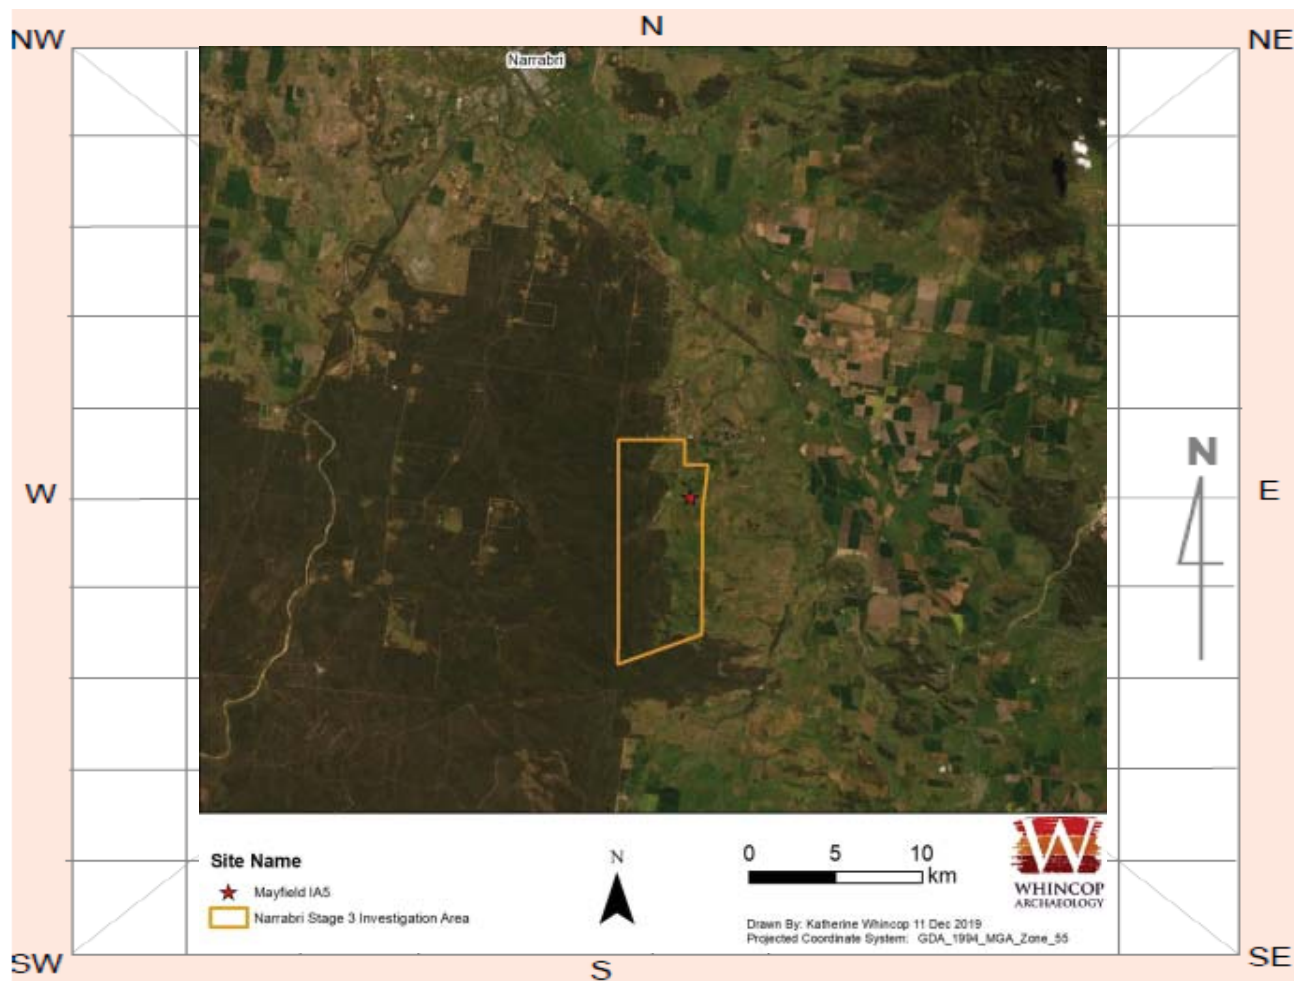 N
NW
NE
Narrabri
N
W
E
Site Name
Mayfield IA5
Narrabri Stage 3 Investigation Area
N
0 5 10
km
W
WHINCOP
ARCHAEOLOGY
Drawn By: Katherine Whincop 11 Dec 2019
Projected Coordinate System: GDA_1994_MGA_Zone_55
SW
S
SE